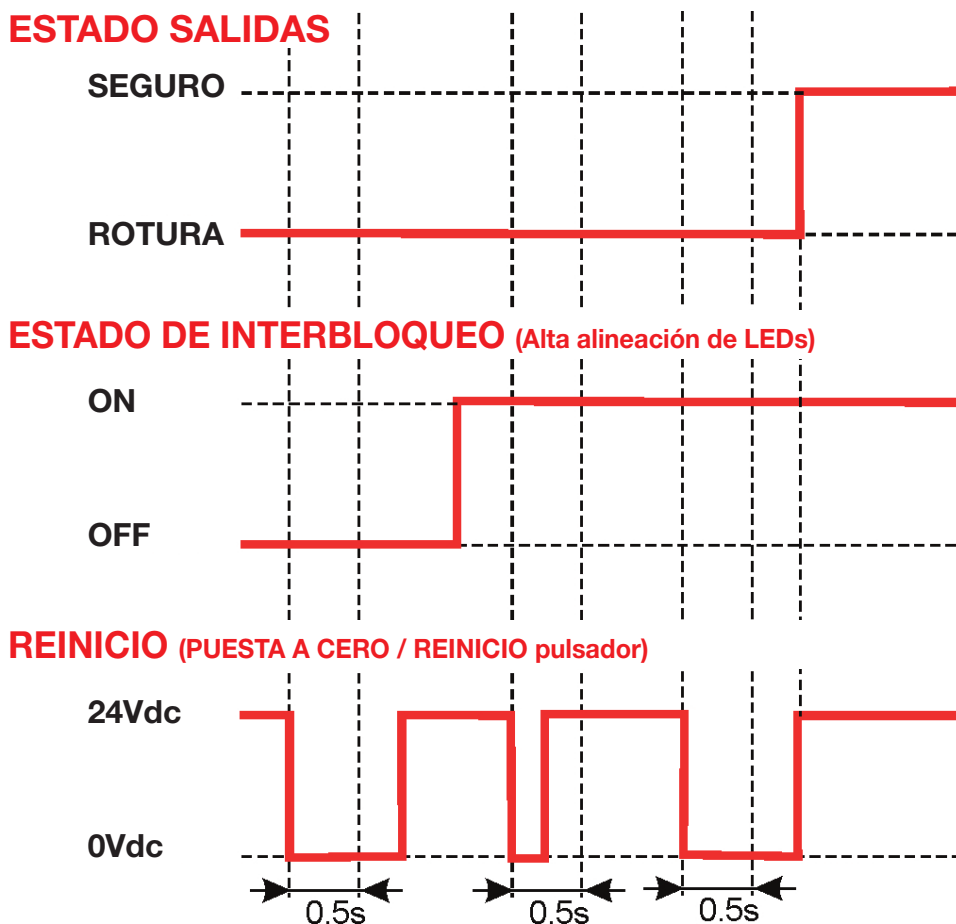 ESTADO SALIDAS
SEGURO
ROTURA
ESTADO DE INTERBLOQUEO (Alta alineación de LEDs)
ON
OFF
REINICIO (PUESTA A CERO / REINICIO pulsador)
24Vdc
0Vdc
0.5s 0.5s 0.5s